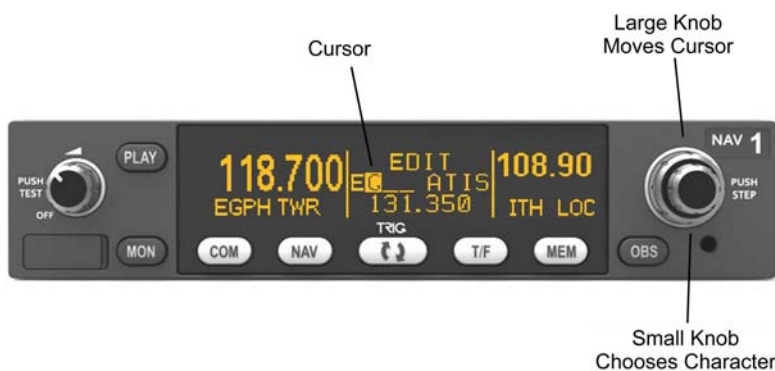 Large Knob
Moves Cursor
Cursor
NAV 1
PLAY
PUSH
TEST
OFF
MON
118.700
EGPH TWR
EDIT
EG__ ATIS
131.350
108.90
ITH LOC
TRIG
COM
NAV
T/F
MEM
OBS
PUSH
STEP
Small Knob
Chooses Character